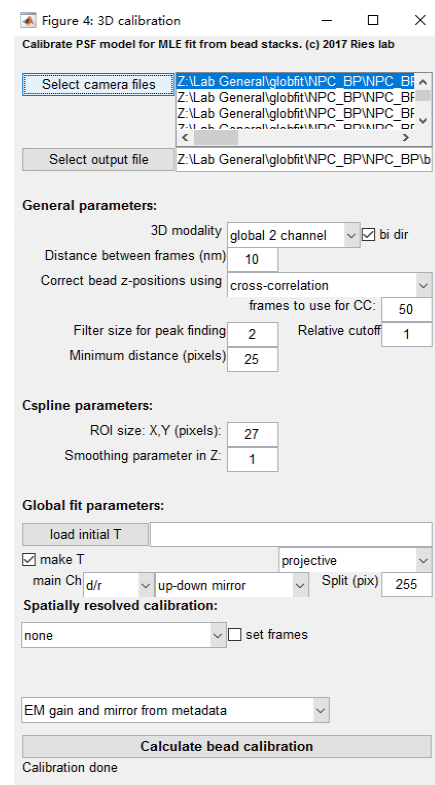 Figure 4: 3D calibration
Calibrate PSF model for MLE fit from bead stacks. (c) 2017 Ries lab
Select camera files
Z:\Lab General\globfit\NPC_BP\NPC_BF
Z:\Lab General\globfit\NPC_BP\NPC_BF
Z:\Lab General\globfit\NPC_BP\NPC_BF
Z:\Lab General\globfit\NPC_BP\NPC_BF
Select output file Z:\Lab General\globfit\NPC_BP\NPC_BP\b
General parameters:
3D modality global 2 channel bi dir
Distance between frames (nm) 10
Correct bead z-positions using cross-correlation
frames to use for CC: 50
Filter size for peak finding 2 Relative cutoff 1
Minimum distance (pixels) 25
Cspline parameters:
ROI size: X,Y (pixels): 27
Smoothing parameter in Z: 1
Global fit parameters:
load initial T
make T projective
main Ch d/r up-down mirror Split (pix) 255
Spatially resolved calibration:
none set frames
EM gain and mirror from metadata
Calculate bead calibration
Calibration done